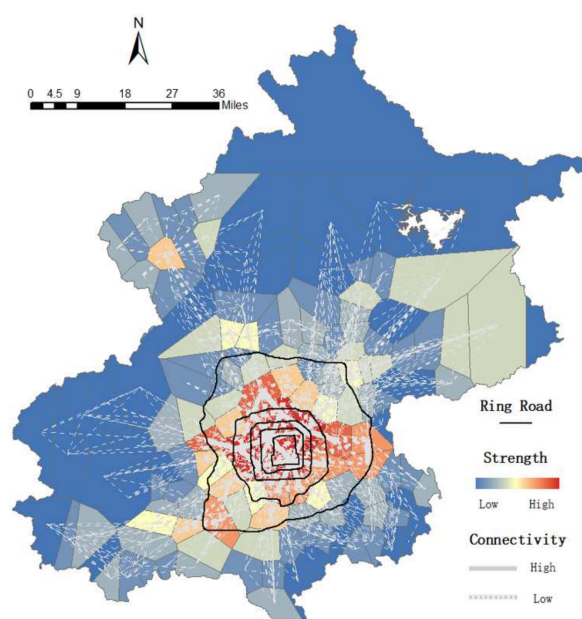 N
0 4.5 9 18 27 36
Miles
Ring Road
Strength
Low High
Connectivity
High
Low